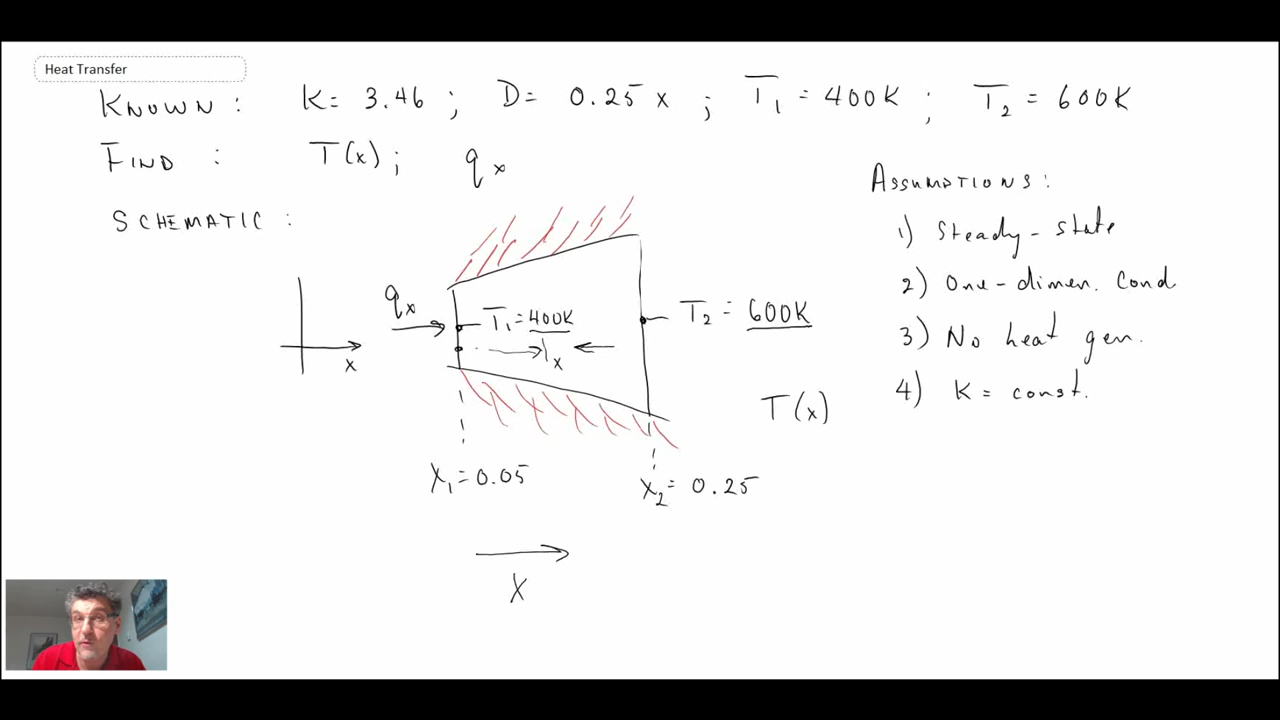 Heat Transfer
KNOWN : K = 3.46 ; D = 0.25 x ; T₁ = 400K ; T₂ = 600K
FIND : T(x) ; qₓ
ASSUMPTIONS :
1) Steady-state
2) One-dimen. Cond
3) No heat gen.
4) K = const.
SCHEMATIC :
qₓ
x
T₁ = 400K
x
T₂ = 600K
T(x)
X₁ = 0.05
X₂ = 0.25
X